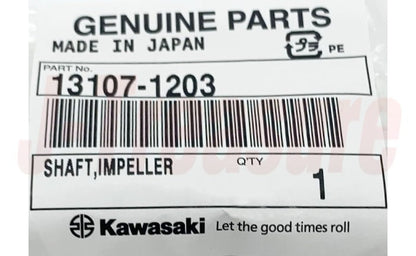 GENUINE PARTS
MADE IN JAPAN
PE
PART No.
13107-1203
SHAFT,IMPELLER
Q'TY
1
Kawasaki Let the good times roll